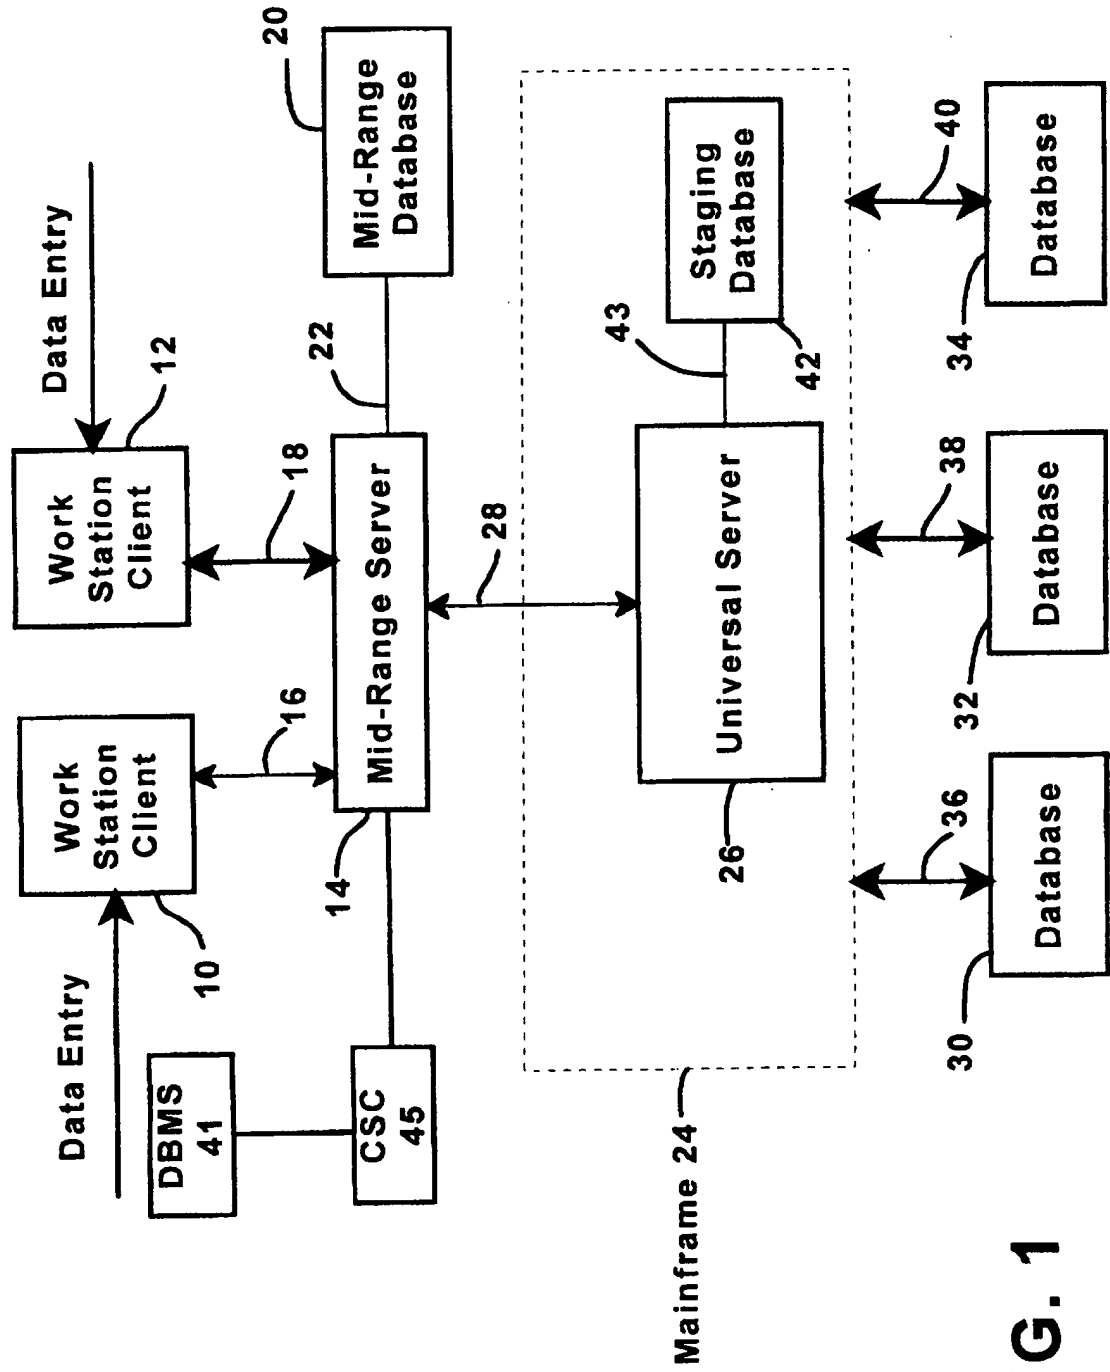 Data Entry
Data Entry
DBMS
41
10
Work
Station
Client
12
Work
Station
Client
16
18
20
CSC
45
14
Mid-Range Server
22
Mid-Range
Database
28
Mainframe 24
26
Universal Server
43
42
Staging
Database
36
38
40
30
Database
32
Database
34
Database
G. 1